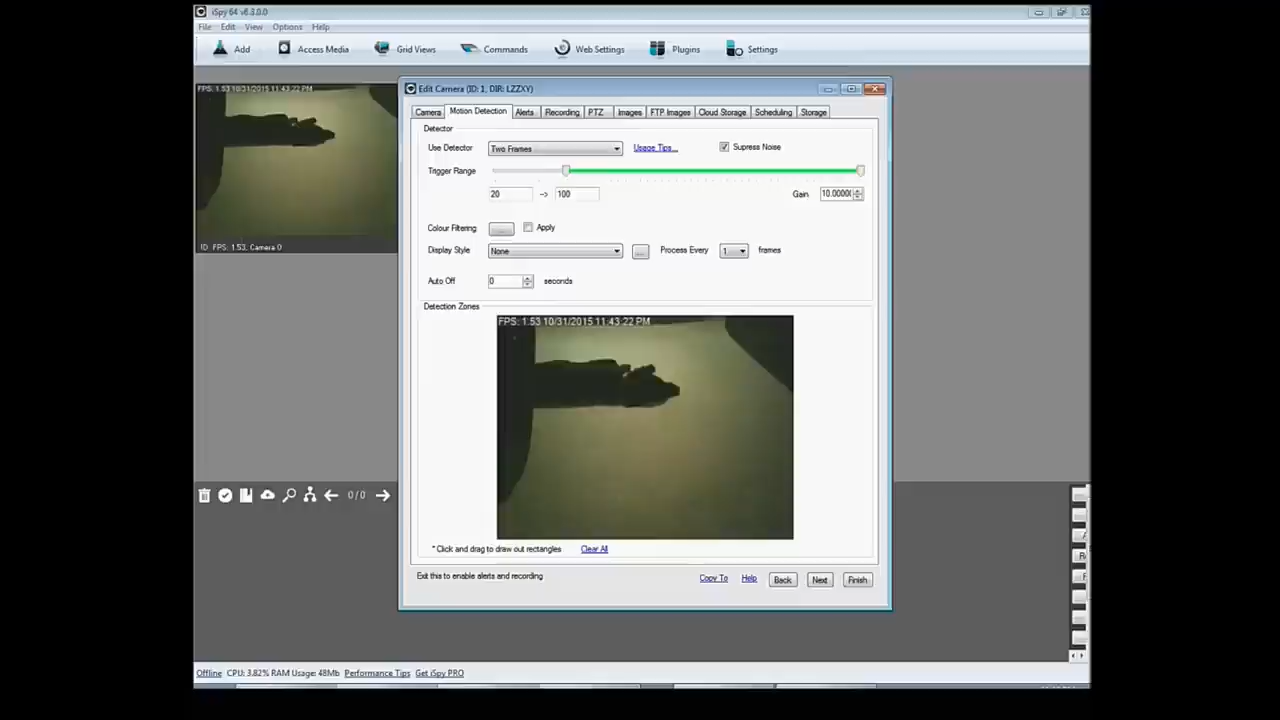 iSpy 64 v6.3.0.0
File Edit View Options Help
Add Access Media Grid Views Commands Web Settings Plugins Settings
FPS: 1.53 10/31/2015 11:43:22 PM
ID FPS: 1.53, Camera 0
Edit Camera (ID: 1, DIR: LZZXY)
Camera Motion Detection Alerts Recording PTZ Images FTP Images Cloud Storage Scheduling Storage
Detector
Use Detector Two Frames Usage Tips... Supress Noise
Trigger Range
20 -> 100 Gain 10.0000
Colour Filtering ... Apply
Display Style None ... Process Every 1 frames
Auto Off 0 seconds
Detection Zones
FPS: 1.53 10/31/2015 11:43:22 PM
* Click and drag to draw out rectangles Clear All
Exit this to enable alerts and recording Copy To Help Back Next Finish
0/0
Offline CPU: 3.82% RAM Usage: 48Mb Performance Tips Get iSpy PRO